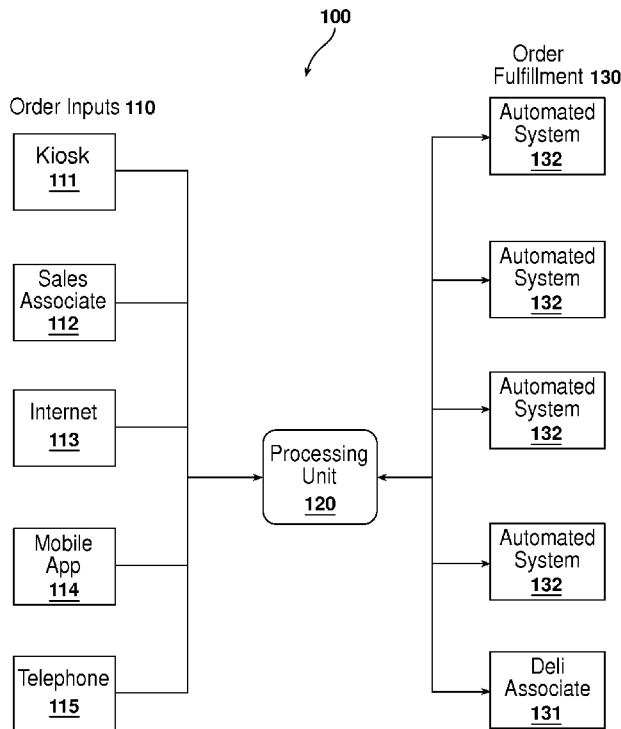 100
Order Inputs 110
Kiosk
111
Sales
Associate
112
Internet
113
Mobile
App
114
Telephone
115
Processing
Unit
120
Order
Fulfillment 130
Automated
System
132
Automated
System
132
Automated
System
132
Automated
System
132
Deli
Associate
131